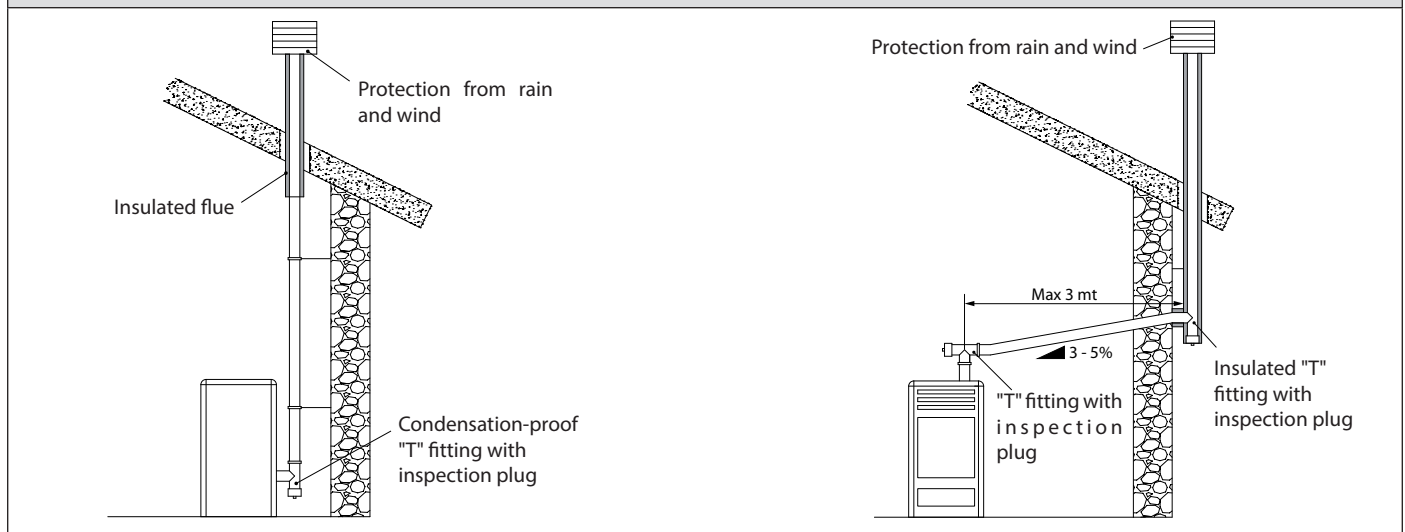 Protection from rain
and wind
Insulated flue
Condensation-proof
"T" fitting with
inspection plug
Protection from rain and wind
Max 3 mt
3 - 5%
"T" fitting with
inspection
plug
Insulated "T"
fitting with
inspection plug